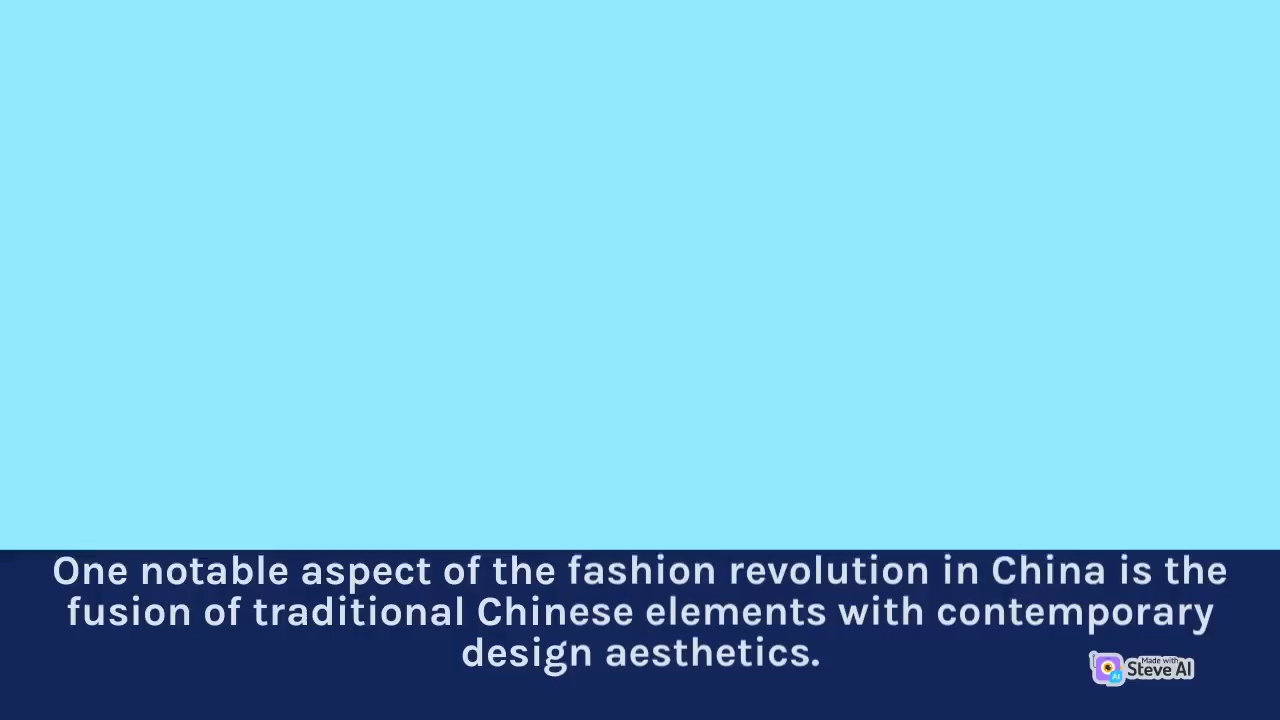 One notable aspect of the fashion revolution in China is the
fusion of traditional Chinese elements with contemporary
design aesthetics.
Made with
Steve AI
AI